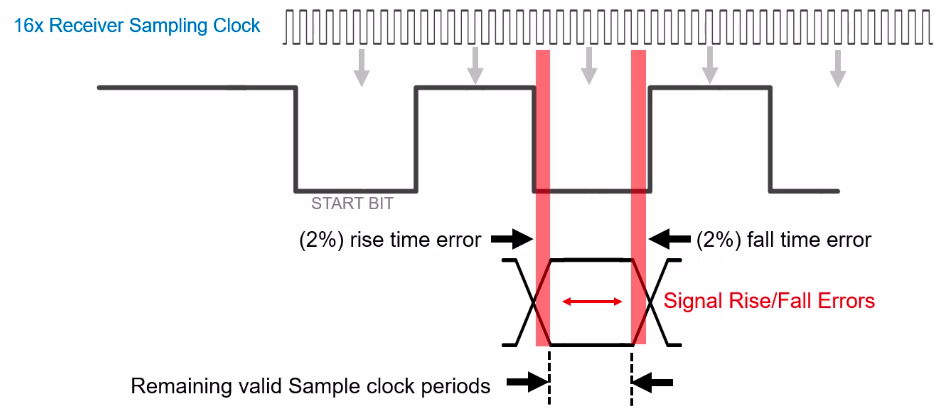 16x Receiver Sampling Clock
START BIT
(2%) rise time error
(2%) fall time error
Signal Rise/Fall Errors
Remaining valid Sample clock periods